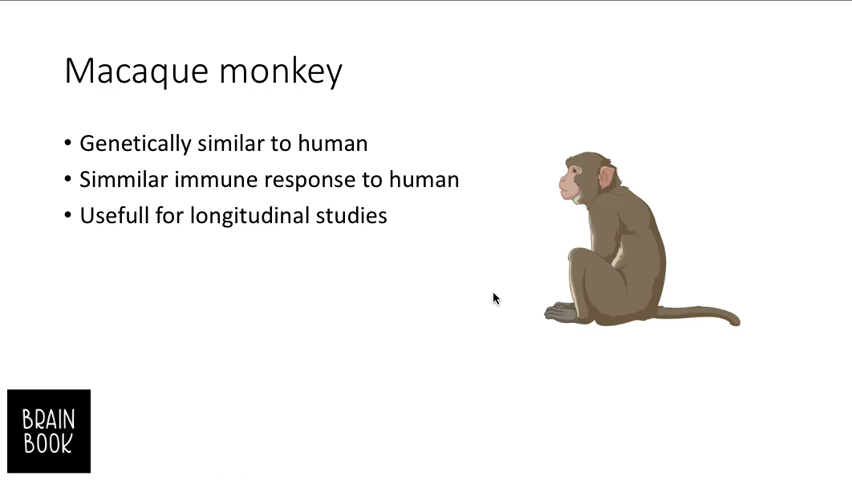 Macaque monkey
• Genetically similar to human
• Simmilar immune response to human
• Usefull for longitudinal studies
BRAIN
BOOK